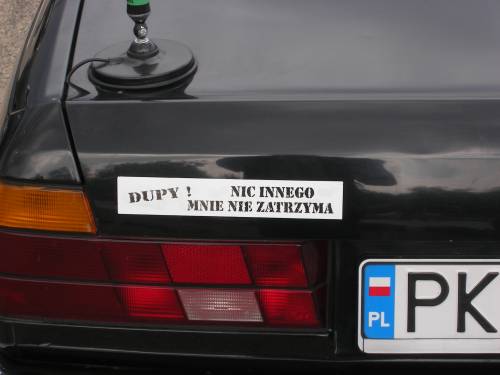 DUPY ! NIC INNEGO
MNIE NIE ZATRZYMA
PL PK